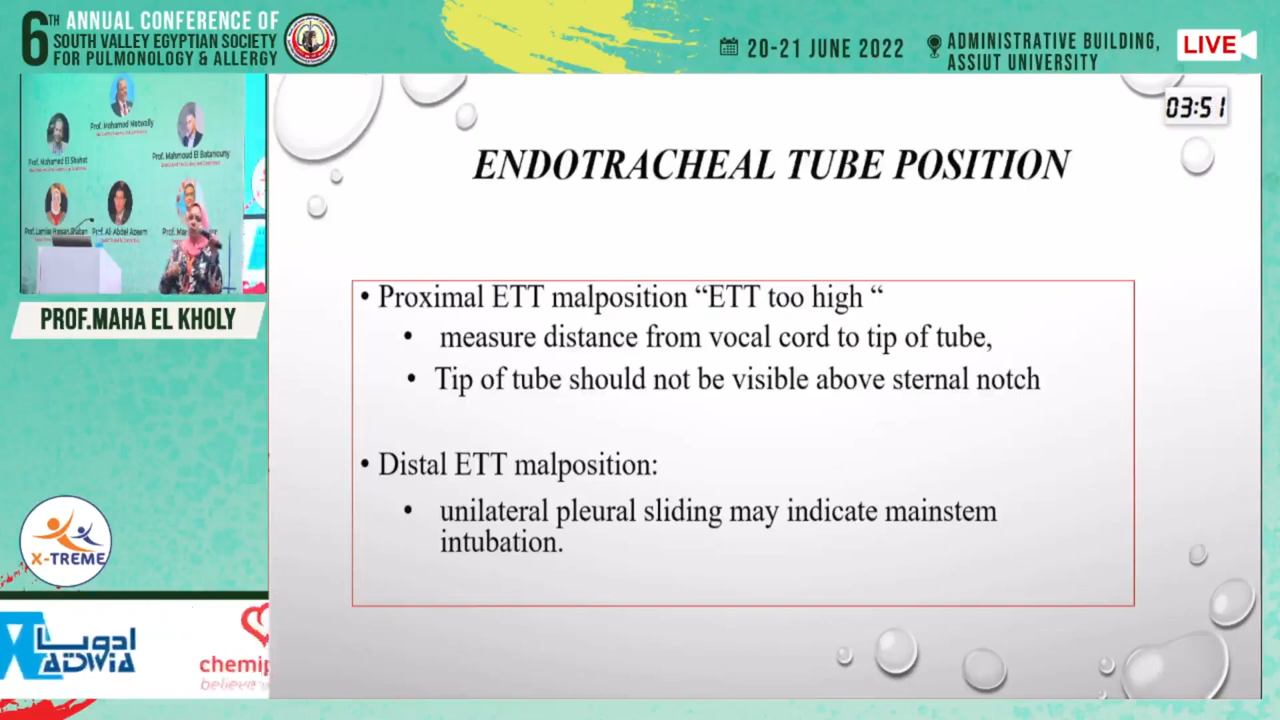 6TH ANNUAL CONFERENCE OF
SOUTH VALLEY EGYPTIAN SOCIETY
FOR PULMONOLOGY & ALLERGY
20-21 JUNE 2022
ADMINISTRATIVE BUILDING,
ASSIUT UNIVERSITY
LIVE
Prof. Mohamed Metwally
Prof. Mohamed El Shahat
Prof. Mahmoud El Batanouny
Prof. Lamiaa Hassan Shaban
Prof. Ali Abdel Azeem
PROF.MAHA EL KHOLY
X-TREME
ادويا
ADWIA
chemip
believe
03:51
ENDOTRACHEAL TUBE POSITION
• Proximal ETT malposition “ETT too high “
• measure distance from vocal cord to tip of tube,
• Tip of tube should not be visible above sternal notch
• Distal ETT malposition:
• unilateral pleural sliding may indicate mainstem
intubation.